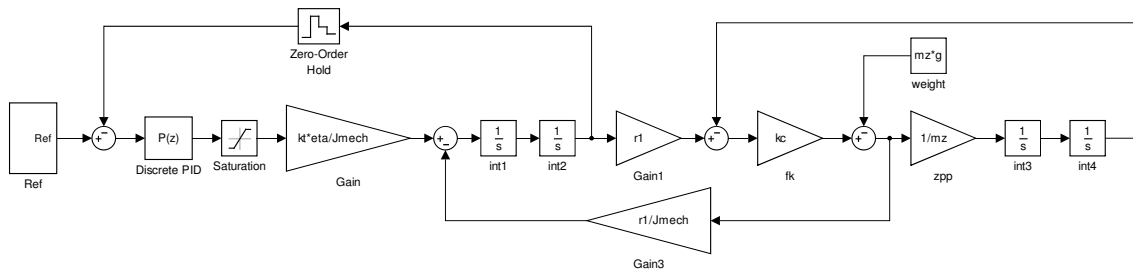 Zero-Order
Hold
mz*g
weight
Ref
Ref
P(z)
Discrete PID
Saturation
kt*eta/Jmech
Gain
1
s
int1
1
s
int2
r1
Gain1
kc
fk
1/mz
zpp
1
s
int3
1
s
int4
r1/Jmech
Gain3